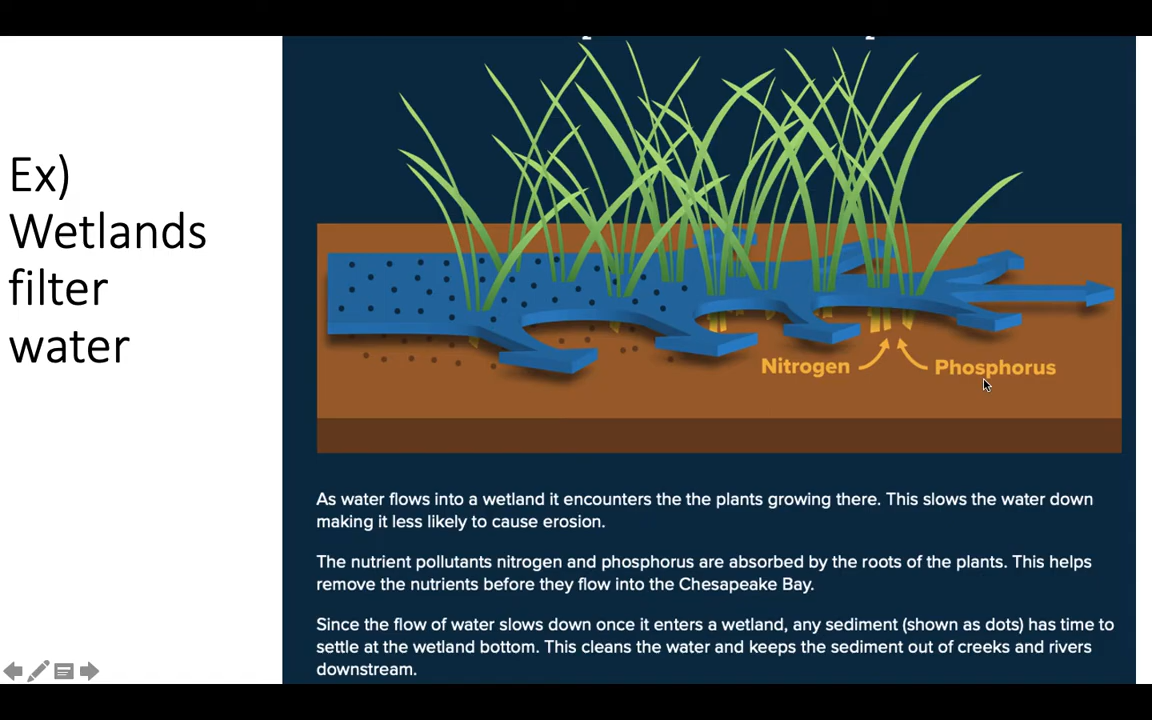 Ex)
Wetlands
filter
water
Nitrogen
Phosphorus
As water flows into a wetland it encounters the the plants growing there. This slows the water down
making it less likely to cause erosion.
The nutrient pollutants nitrogen and phosphorus are absorbed by the roots of the plants. This helps
remove the nutrients before they flow into the Chesapeake Bay.
Since the flow of water slows down once it enters a wetland, any sediment (shown as dots) has time to
settle at the wetland bottom. This cleans the water and keeps the sediment out of creeks and rivers
downstream.